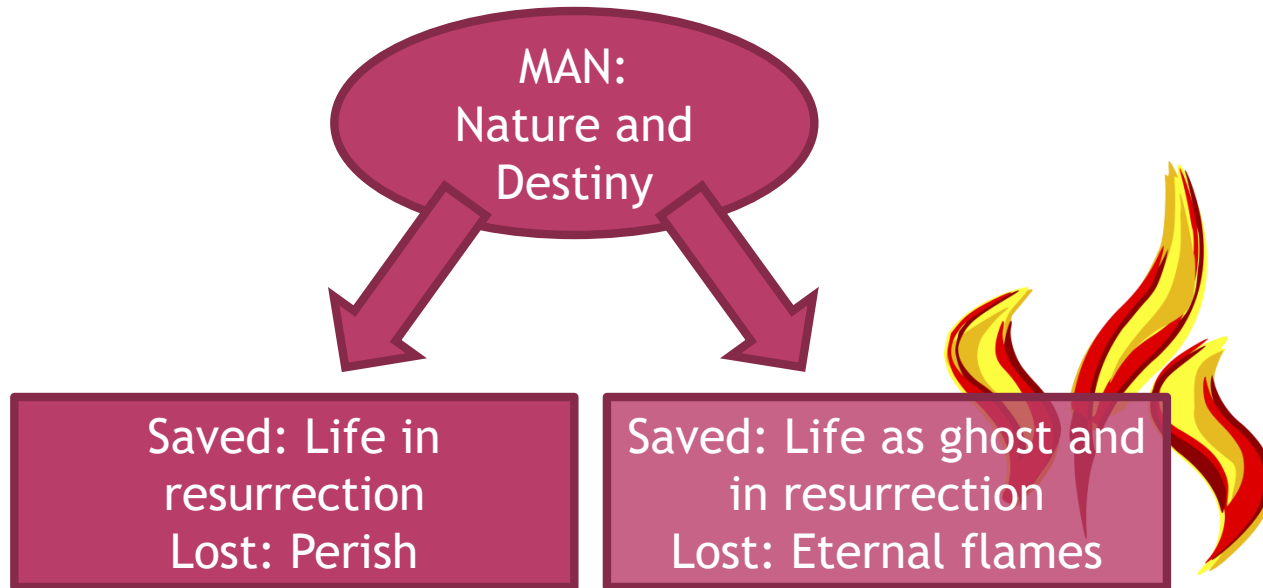 MAN:
Nature and
Destiny
Saved: Life in
resurrection
Lost: Perish
Saved: Life as ghost and
in resurrection
Lost: Eternal flames